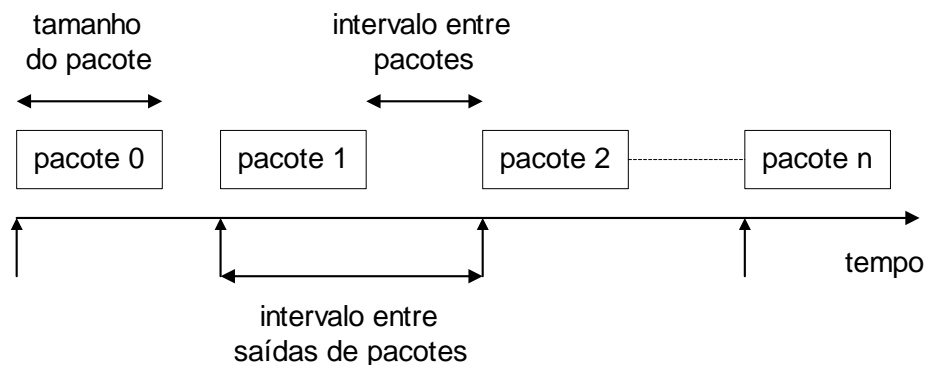 tamanho
do pacote
intervalo entre
pacotes
pacote 0
pacote 1
pacote 2
pacote n
tempo
intervalo entre
saídas de pacotes